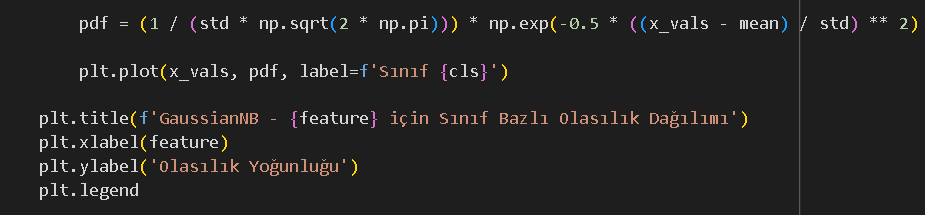 pdf = (1 / (std * np.sqrt(2 * np.pi))) * np.exp(-0.5 * ((x_vals - mean) / std) ** 2)
plt.plot(x_vals, pdf, label=f'Sınıf {cls}')
plt.title(f'GaussianNB - {feature} için Sınıf Bazlı Olasılık Dağılımı')
plt.xlabel(feature)
plt.ylabel('Olasılık Yoğunluğu')
plt.legend